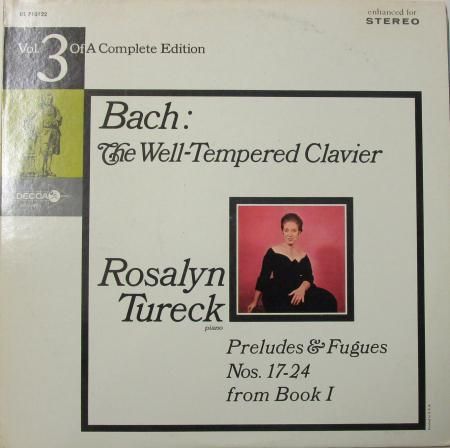 DL 710122
enhanced for
STEREO
Vol. 3 Of A Complete Edition
Bach:
The Well-Tempered Clavier
DECCA
Rosalyn
Tureck
piano
Preludes & Fugues
Nos. 17-24
from Book I